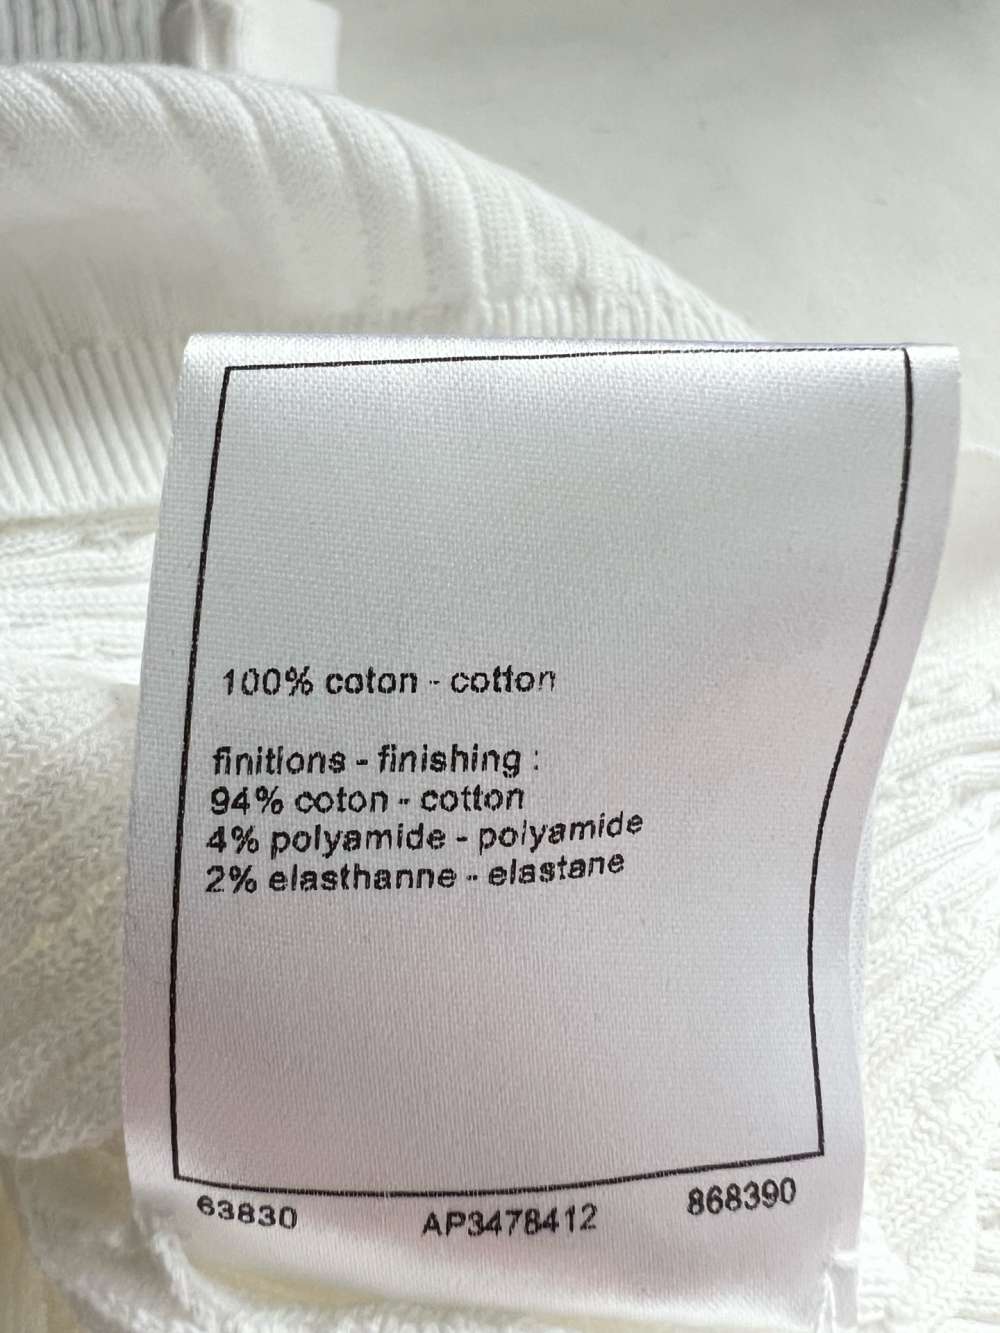 100% coton - cotton
finitions - finishing :
94% coton - cotton
4% polyamide - polyamide
2% elasthanne - elastane
63830 AP3478412 868390